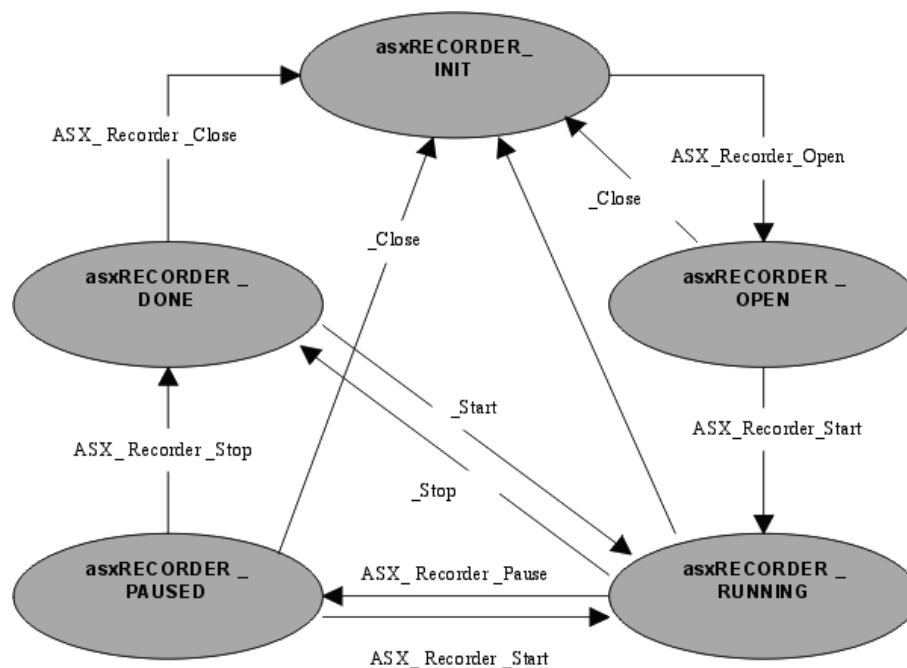 asxRECORDER_
INIT
ASX_ Recorder _Close
ASX_Recorder_Open
_Close
_Close
asxRECORDER _
DONE
asxRECORDER _
OPEN
_Start
ASX_Recorder_Start
ASX_ Recorder _Stop
_Stop
asxRECORDER _
PAUSED
ASX_ Recorder _Pause
asxRECORDER _
RUNNING
ASX_ Recorder _Start